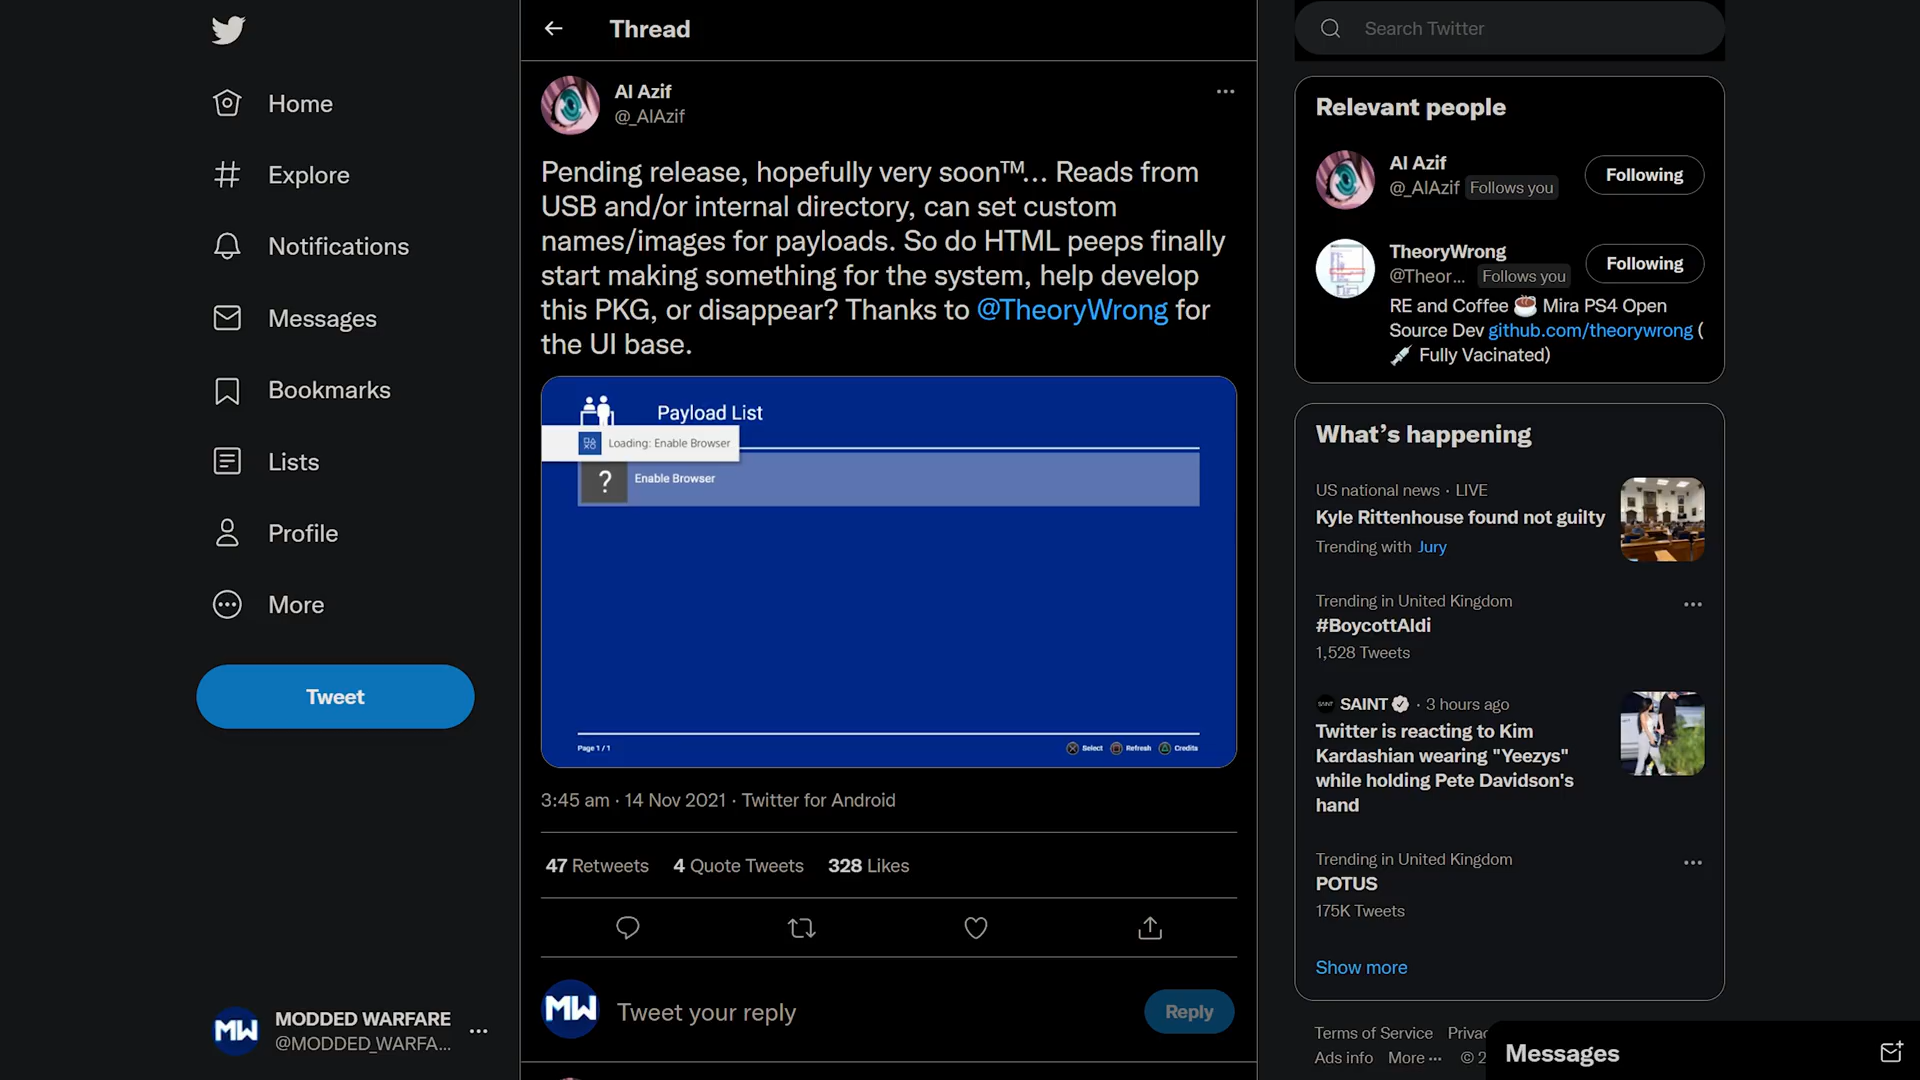 Home
Explore
Notifications
Messages
Bookmarks
Lists
Profile
More
Tweet
MW
MODDED WARFARE
@MODDED_WARFA...
Thread
Al Azif
@_AlAzif
Pending release, hopefully very soon™... Reads from
USB and/or internal directory, can set custom
names/images for payloads. So do HTML peeps finally
start making something for the system, help develop
this PKG, or disappear? Thanks to @TheoryWrong for
the UI base.
Payload List
Loading: Enable Browser
? Enable Browser
Page 1 / 1
Select Refresh Credits
3:45 am · 14 Nov 2021 · Twitter for Android
47 Retweets 4 Quote Tweets 328 Likes
MW
Tweet your reply
Reply
Search Twitter
Relevant people
Al Azif
@_AlAzif Follows you
Following
TheoryWrong
@Theor... Follows you
Following
RE and Coffee ☕ Mira PS4 Open
Source Dev github.com/theorywrong (
💉 Fully Vacinated)
What's happening
US national news · LIVE
Kyle Rittenhouse found not guilty
Trending with Jury
Trending in United Kingdom
#BoycottAldi
1,528 Tweets
SAINT · 3 hours ago
Twitter is reacting to Kim
Kardashian wearing "Yeezys"
while holding Pete Davidson's
hand
Trending in United Kingdom
POTUS
175K Tweets
Show more
Terms of Service
Ads info More ··· ©
Messages